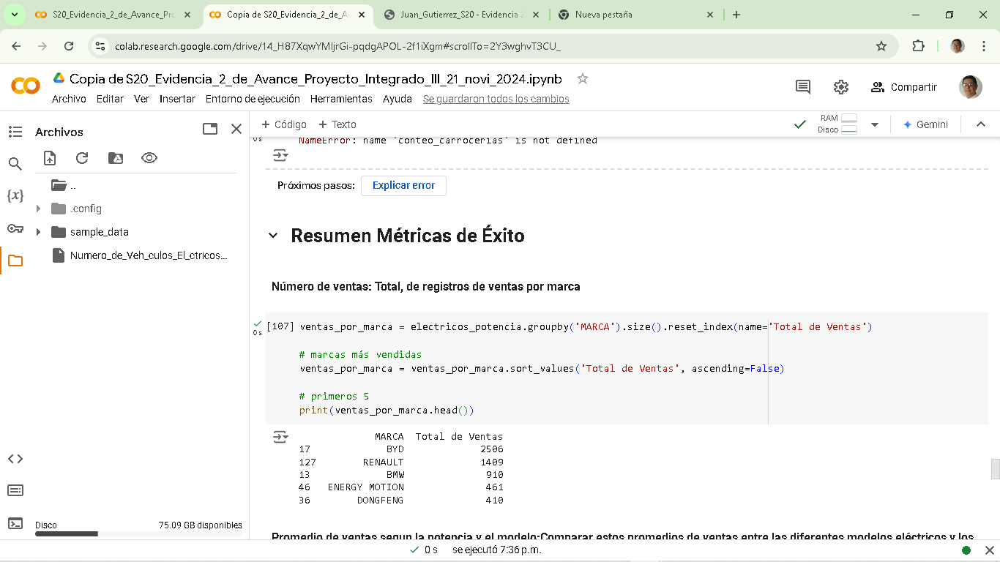 S20_Evidencia_2_de_Avance_Pro
Copia de S20_Evidencia_2_de_Av
Juan_Gutierrez_S20 - Evidencia 2
Nueva pestaña
colab.research.google.com/drive/14_H87XqwYMljrGi-pqdgAPOL-2f1iXgm#scrollTo=2Y3wghvT3CU_
Copia de S20_Evidencia_2_de_Avance_Proyecto_Integrado_III_21_novi_2024.ipynb
Archivo Editar Ver Insertar Entorno de ejecución Herramientas Ayuda Se guardaron todos los cambios
Compartir
Archivos
+ Código + Texto
RAM
Disco
Gemini
..
.config
sample_data
Numero_de_Veh_culos_El_ctricos...
Disco 75.09 GB disponibles
0s
NameError: name 'conteo_carrocerias' is not defined
Próximos pasos: Explicar error
Resumen Métricas de Éxito
Número de ventas: Total, de registros de ventas por marca
0s
[107] ventas_por_marca = electricos_potencia.groupby('MARCA').size().reset_index(name='Total de Ventas')
# marcas más vendidas
ventas_por_marca = ventas_por_marca.sort_values('Total de Ventas', ascending=False)
# primeros 5
print(ventas_por_marca.head())
MARCA Total de Ventas
17 BYD 2506
127 RENAULT 1409
13 BMW 910
46 ENERGY MOTION 461
36 DONGFENG 410
Promedio de ventas segun la potencia y el modelo:Comparar estos promedios de ventas entre las diferentes modelos eléctricos y los
0 s se ejecutó 7:36 p.m.